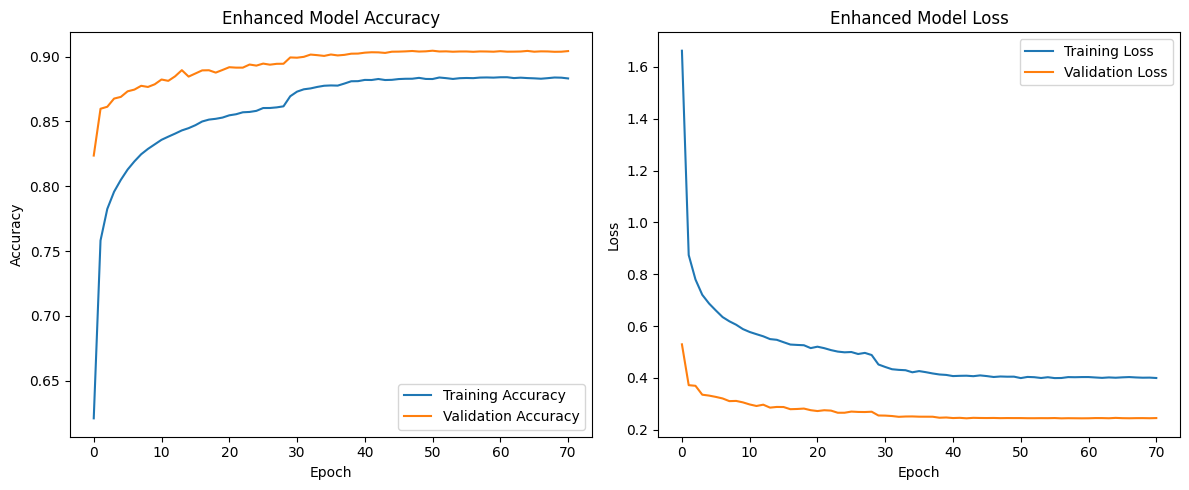 Enhanced Model Accuracy
Accuracy
0.90
0.85
0.80
0.75
0.70
0.65
0 10 20 30 40 50 60 70
Epoch
Training Accuracy
Validation Accuracy
Enhanced Model Loss
Loss
1.6
1.4
1.2
1.0
0.8
0.6
0.4
0.2
0 10 20 30 40 50 60 70
Epoch
Training Loss
Validation Loss